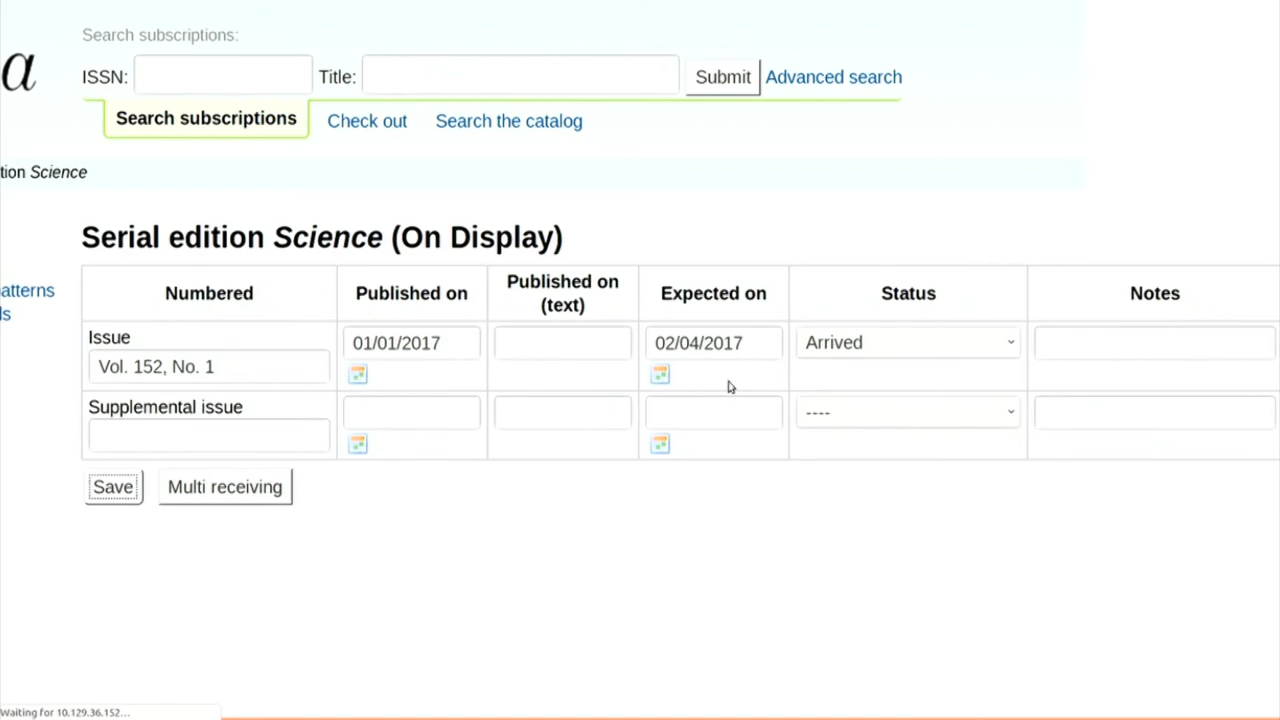 Search subscriptions:
a
ISSN: Title: Submit Advanced search
Search subscriptions Check out Search the catalog
tion Science
Serial edition Science (On Display)
atterns
ls
Numbered Published on Published on (text) Expected on Status Notes
Issue
Vol. 152, No. 1 01/01/2017 02/04/2017 Arrived
Supplemental issue
----
Save Multi receiving
Waiting for 10.129.36.152...